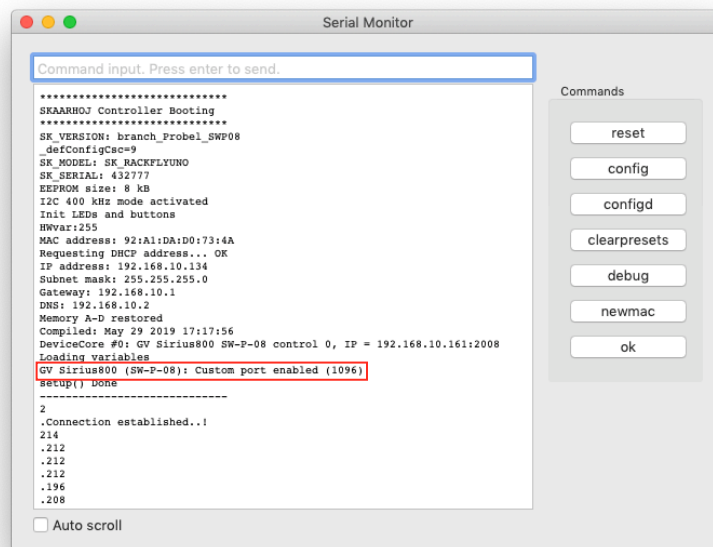 Serial Monitor
Command input. Press enter to send.
*****************************
SKAARHOJ Controller Booting
*****************************
SK_VERSION: branch_Probel_SWP08
_defConfigCsc=9
SK_MODEL: SK_RACKFLYUNO
SK_SERIAL: 432777
EEPROM size: 8 kB
I2C 400 kHz mode activated
Init LEDs and buttons
HWvar:255
MAC address: 92:A1:DA:D0:73:4A
Requesting DHCP address... OK
IP address: 192.168.10.134
Subnet mask: 255.255.255.0
Gateway: 192.168.10.1
DNS: 192.168.10.2
Memory A-D restored
Compiled: May 29 2019 17:17:56
DeviceCore #0: GV Sirius800 SW-P-08 control 0, IP = 192.168.10.161:2008
Loading variables
GV Sirius800 (SW-P-08): Custom port enabled (1096)
setup() Done
-----------------------------
2
.Connection established..!
214
.212
.212
.212
.196
.208
Auto scroll
Commands
reset
config
configd
clearpresets
debug
newmac
ok